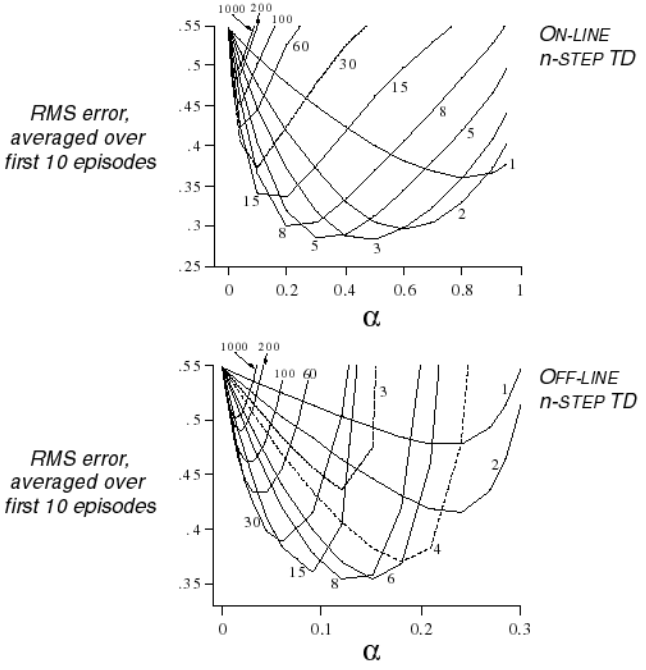 1000 200
100
60
30
15
8
5
1
2
3
5
8
15
ON-LINE
n-STEP TD
RMS error,
averaged over
first 10 episodes
.55
.5
.45
.4
.35
.3
.25
0 0.2 0.4 0.6 0.8 1
α
1000 200
100 60
3
1
2
4
6
8
15
30
OFF-LINE
n-STEP TD
RMS error,
averaged over
first 10 episodes
.55
.5
.45
.4
.35
0 0.1 0.2 0.3
α